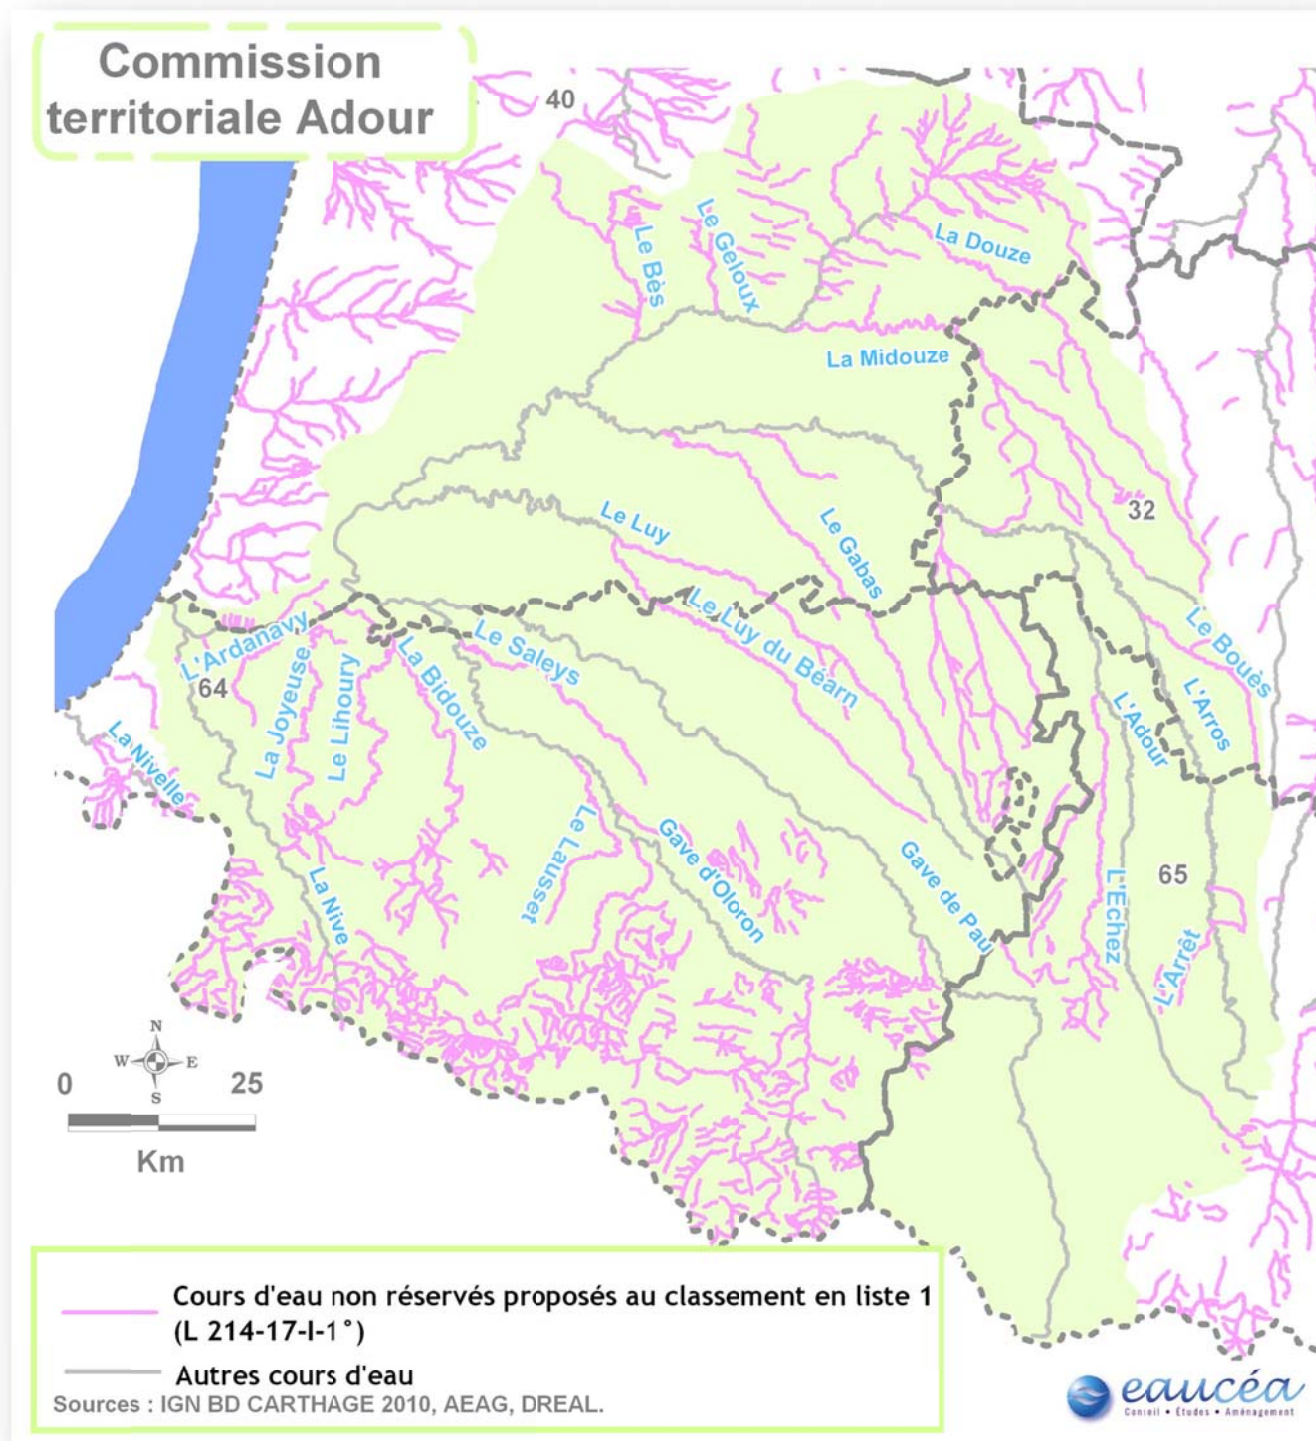 Commission
territoriale Adour
40
Le Bès
Le Geloux
La Douze
La Midouze
Le Luy
Le Gabas
32
Le Luy du Béarn
Le Bouès
L'Ardanavy
64
La Joyeuse
Le Lihoury
La Bidouze
Le Saleys
L'Adour
L'Arros
La Nivelle
La Nive
Le Lausset
Gave d'Oloron
Gave de Pau
L'Echez
65
L'Arrêt
N
W
E
S
0
25
Km
Cours d'eau non réservés proposés au classement en liste 1
(L 214-17-I-1°)
Autres cours d'eau
Sources : IGN BD CARTHAGE 2010, AEAG, DREAL.
eaucéa
Conseil • Études • Aménagement